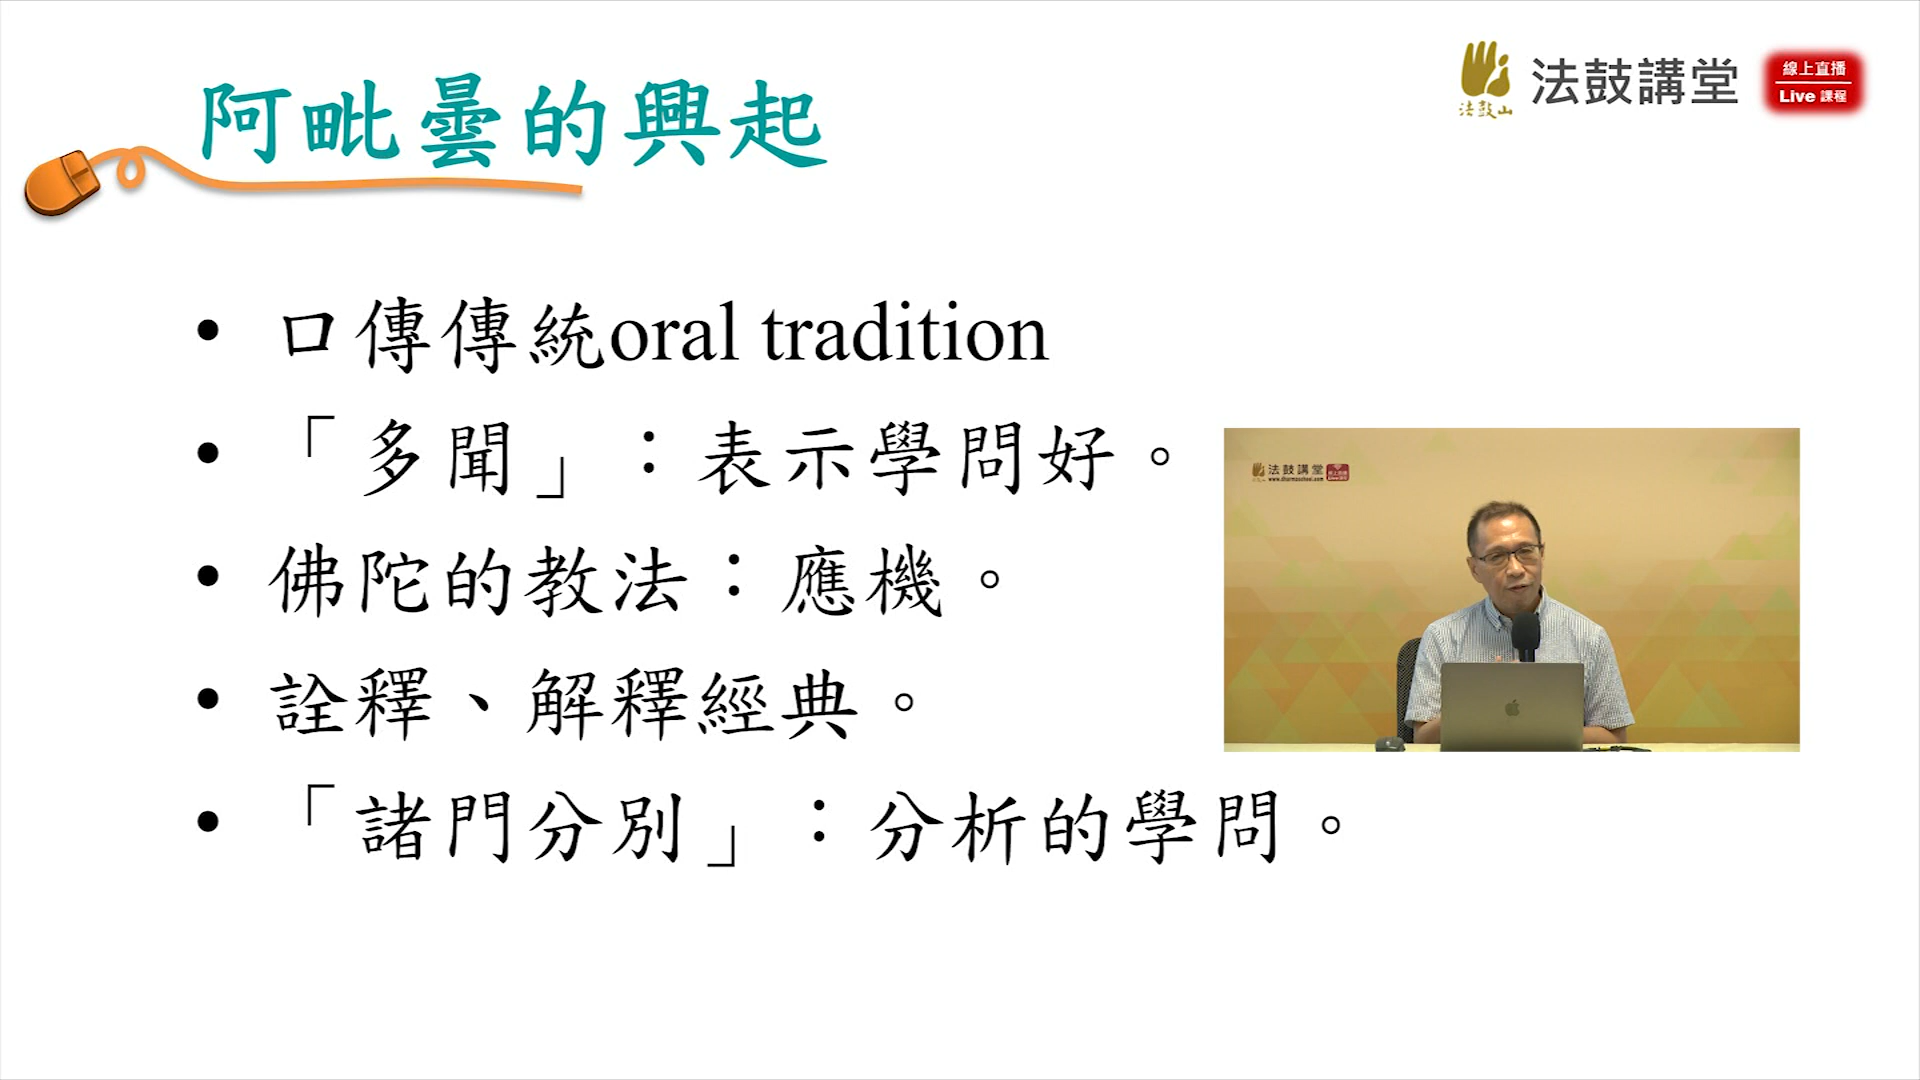 阿毗曇的興起
法鼓山
法鼓講堂
線上直播
Live 課程
• 口傳傳統oral tradition
• 「多聞」：表示學問好。
• 佛陀的教法：應機。
• 詮釋、解釋經典。
• 「諸門分別」：分析的學問。
法鼓講堂
www.dharmaschool.com